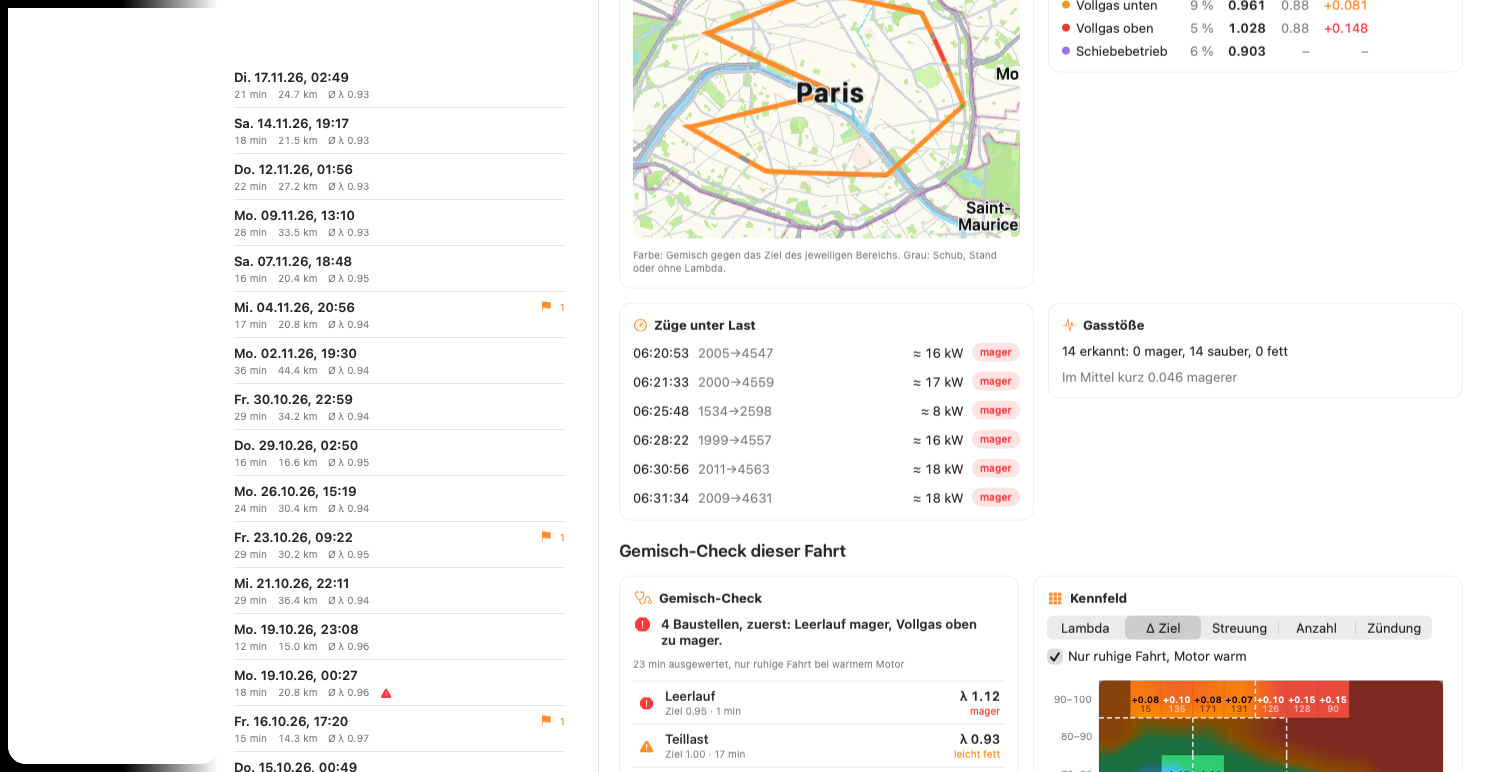 Di. 17.11.26, 02:49
21 min 24.7 km Ø λ 0.93
Sa. 14.11.26, 19:17
18 min 21.5 km Ø λ 0.93
Do. 12.11.26, 01:56
22 min 27.2 km Ø λ 0.93
Mo. 09.11.26, 13:10
28 min 33.5 km Ø λ 0.93
Sa. 07.11.26, 18:48
16 min 20.4 km Ø λ 0.95
Mi. 04.11.26, 20:56 1
17 min 20.8 km Ø λ 0.94
Mo. 02.11.26, 19:30
36 min 44.4 km Ø λ 0.94
Fr. 30.10.26, 22:59
29 min 34.2 km Ø λ 0.94
Do. 29.10.26, 02:50
16 min 16.6 km Ø λ 0.95
Mo. 26.10.26, 15:19
24 min 30.4 km Ø λ 0.94
Fr. 23.10.26, 09:22 1
29 min 30.2 km Ø λ 0.95
Mi. 21.10.26, 22:11
29 min 36.4 km Ø λ 0.94
Mo. 19.10.26, 23:08
12 min 15.0 km Ø λ 0.96
Mo. 19.10.26, 00:27
18 min 20.8 km Ø λ 0.96
Fr. 16.10.26, 17:20 1
15 min 14.3 km Ø λ 0.97
Do. 15.10.26, 00:49
Mo
Paris
Saint-
Maurice
Farbe: Gemisch gegen das Ziel des jeweiligen Bereichs. Grau: Schub, Stand
oder ohne Lambda.
Vollgas unten 9 % 0.961 0.88 +0.081
Vollgas oben 5 % 1.028 0.88 +0.148
Schiebebetrieb 6 % 0.903 – –
Züge unter Last
06:20:53 2005→4547 ≈ 16 kW mager
06:21:33 2000→4559 ≈ 17 kW mager
06:25:48 1534→2598 ≈ 8 kW mager
06:28:22 1999→4557 ≈ 16 kW mager
06:30:56 2011→4563 ≈ 18 kW mager
06:31:34 2009→4631 ≈ 18 kW mager
Gasstöße
14 erkannt: 0 mager, 14 sauber, 0 fett
Im Mittel kurz 0.046 magerer
Gemisch-Check dieser Fahrt
Gemisch-Check
4 Baustellen, zuerst: Leerlauf mager, Vollgas oben
zu mager.
23 min ausgewertet, nur ruhige Fahrt bei warmem Motor
Leerlauf λ 1.12
Ziel 0.95 · 1 min mager
Teillast λ 0.93
Ziel 1.00 · 17 min leicht fett
Kennfeld
Lambda Δ Ziel Streuung Anzahl Zündung
Nur ruhige Fahrt, Motor warm
90–100 +0.08 +0.10 +0.08 +0.07 +0.10 +0.15 +0.15
15 135 171 131 126 128 90
80–90